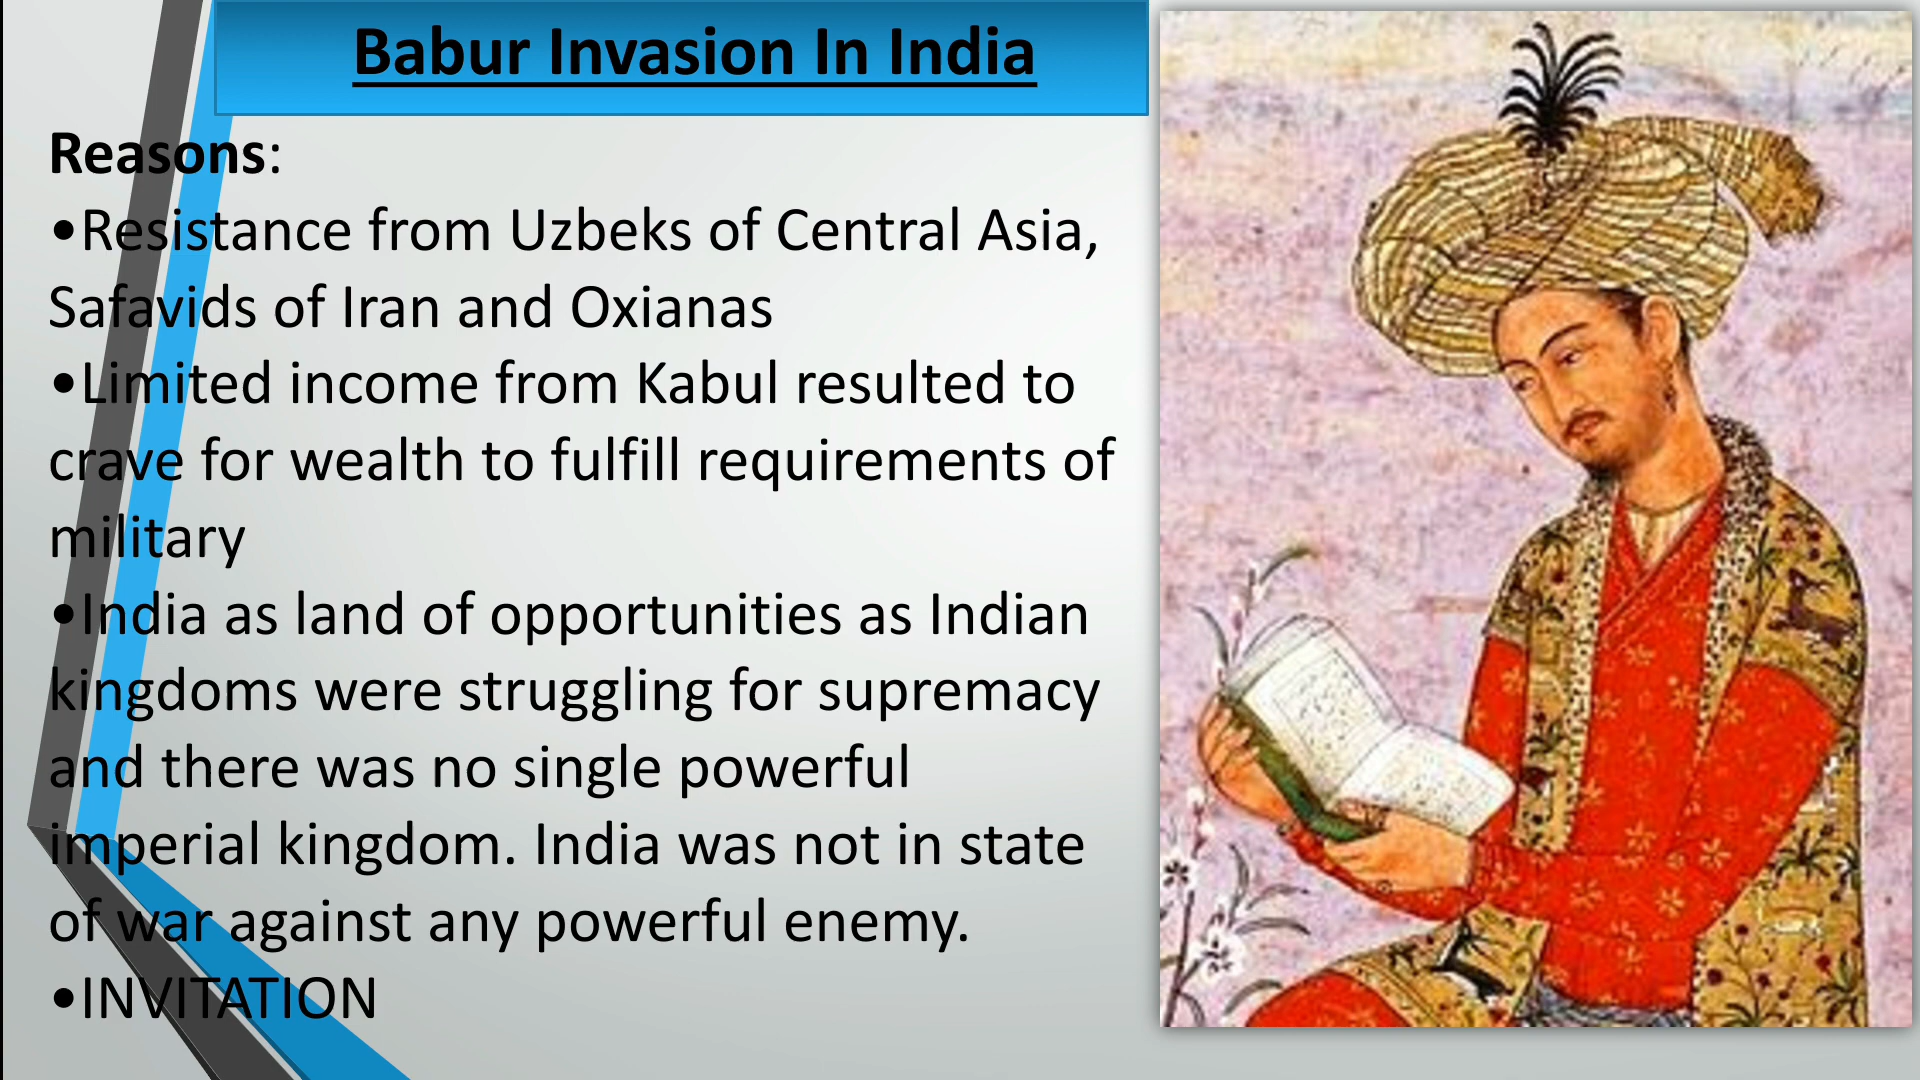 Babur Invasion In India
Reasons:
•Resistance from Uzbeks of Central Asia,
Safavids of Iran and Oxianas
•Limited income from Kabul resulted to
crave for wealth to fulfill requirements of
military
•India as land of opportunities as Indian
kingdoms were struggling for supremacy
and there was no single powerful
imperial kingdom. India was not in state
of war against any powerful enemy.
•INVITATION